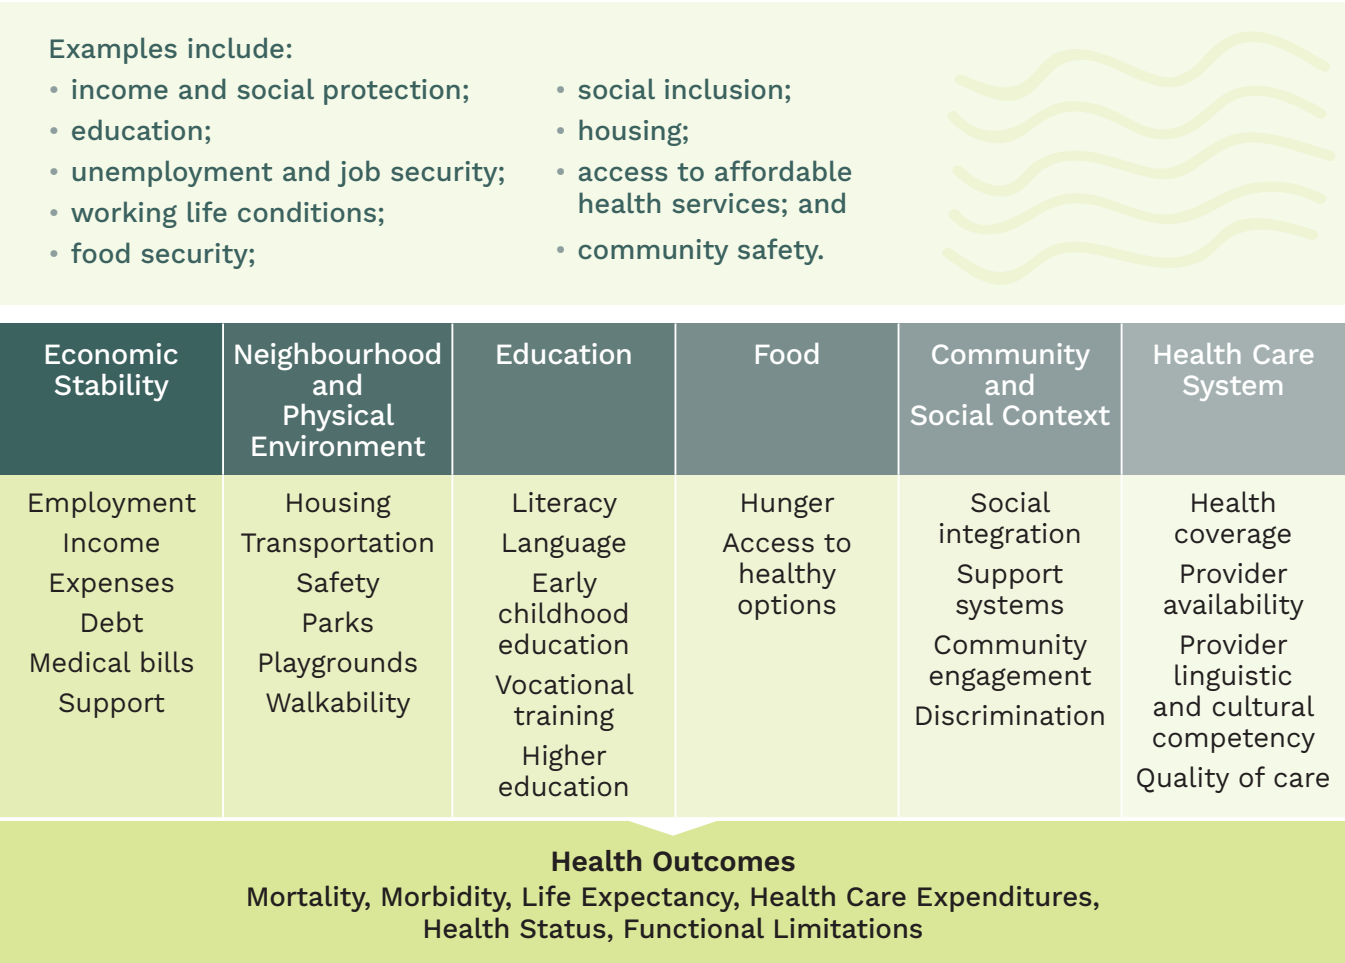 Examples include:
• income and social protection;
• education;
• unemployment and job security;
• working life conditions;
• food security;
• social inclusion;
• housing;
• access to affordable
health services; and
• community safety.
Economic
Stability
Employment
Income
Expenses
Debt
Medical bills
Support
Neighbourhood
and
Physical
Environment
Housing
Transportation
Safety
Parks
Playgrounds
Walkability
Education
Literacy
Language
Early
childhood
education
Vocational
training
Higher
education
Food
Hunger
Access to
healthy
options
Community
and
Social Context
Social
integration
Support
systems
Community
engagement
Discrimination
Health Care
System
Health
coverage
Provider
availability
Provider
linguistic
and cultural
competency
Quality of care
Health Outcomes
Mortality, Morbidity, Life Expectancy, Health Care Expenditures,
Health Status, Functional Limitations